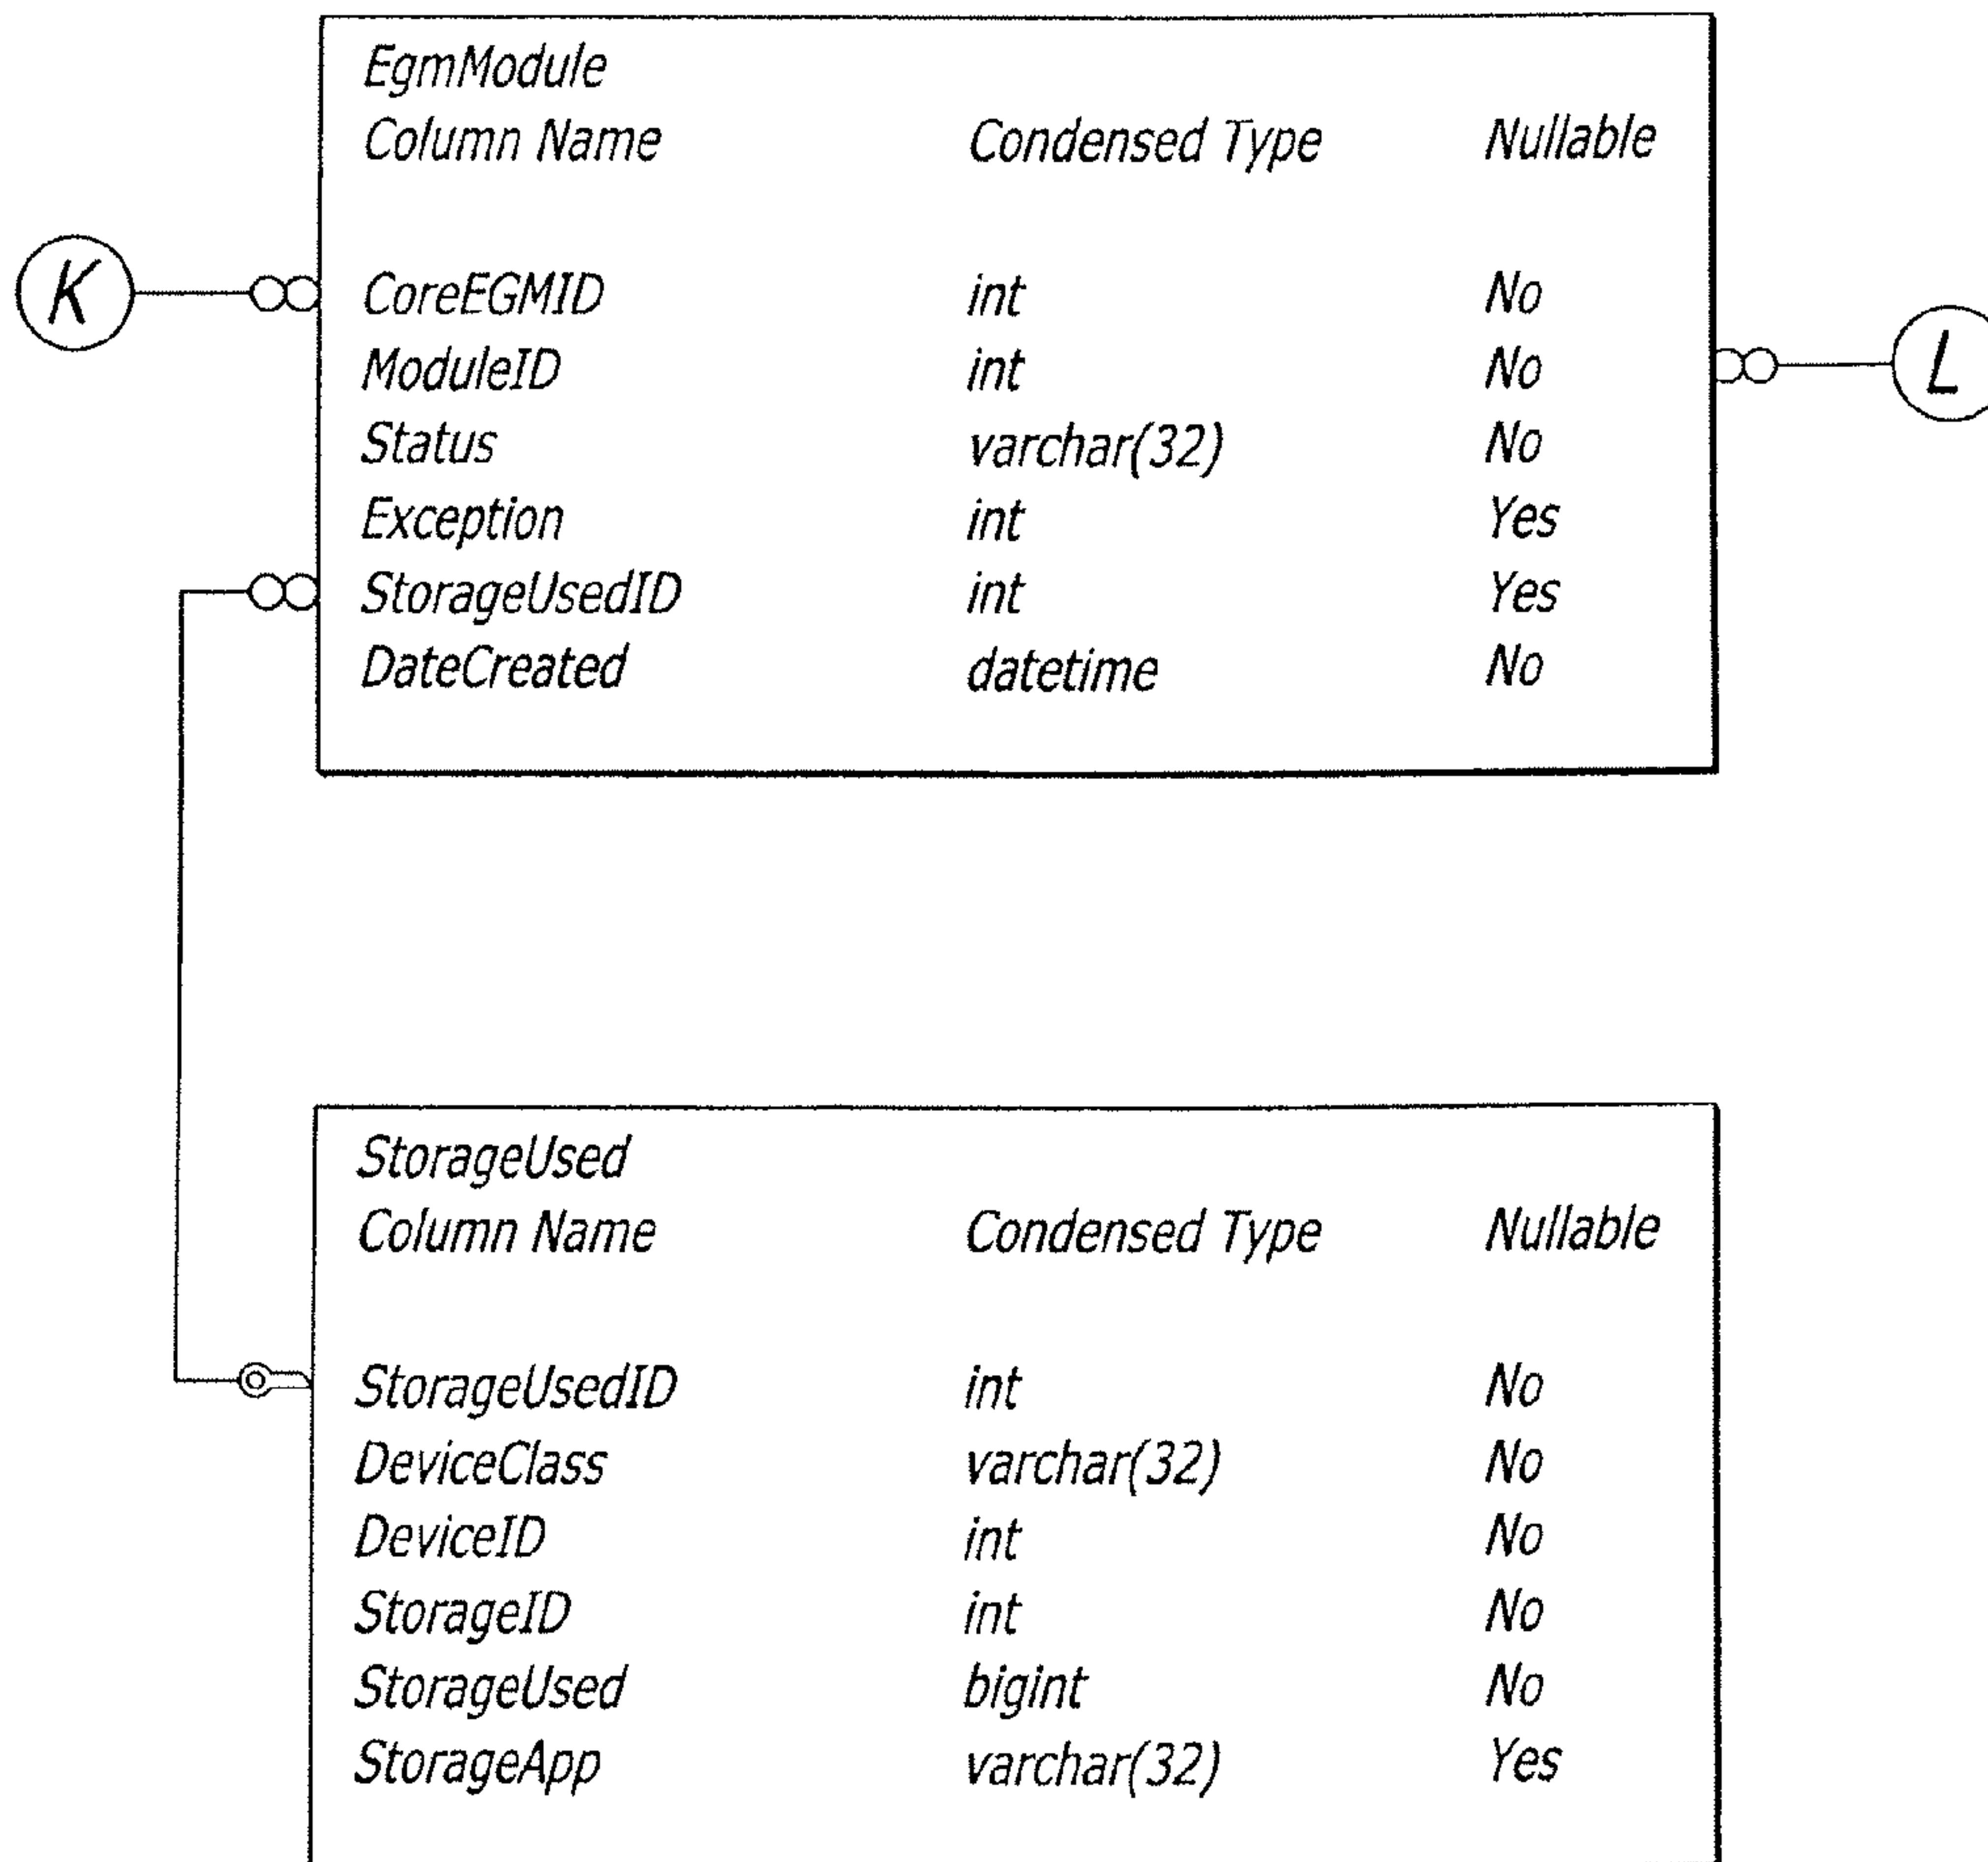 EgmModule
Column Name Condensed Type Nullable
K CoreEGMID int No
ModuleID int No L
Status varchar(32) No
Exception int Yes
StorageUsedID int Yes
DateCreated datetime No
StorageUsed
Column Name Condensed Type Nullable
StorageUsedID int No
DeviceClass varchar(32) No
DeviceID int No
StorageID int No
StorageUsed bigint No
StorageApp varchar(32) Yes